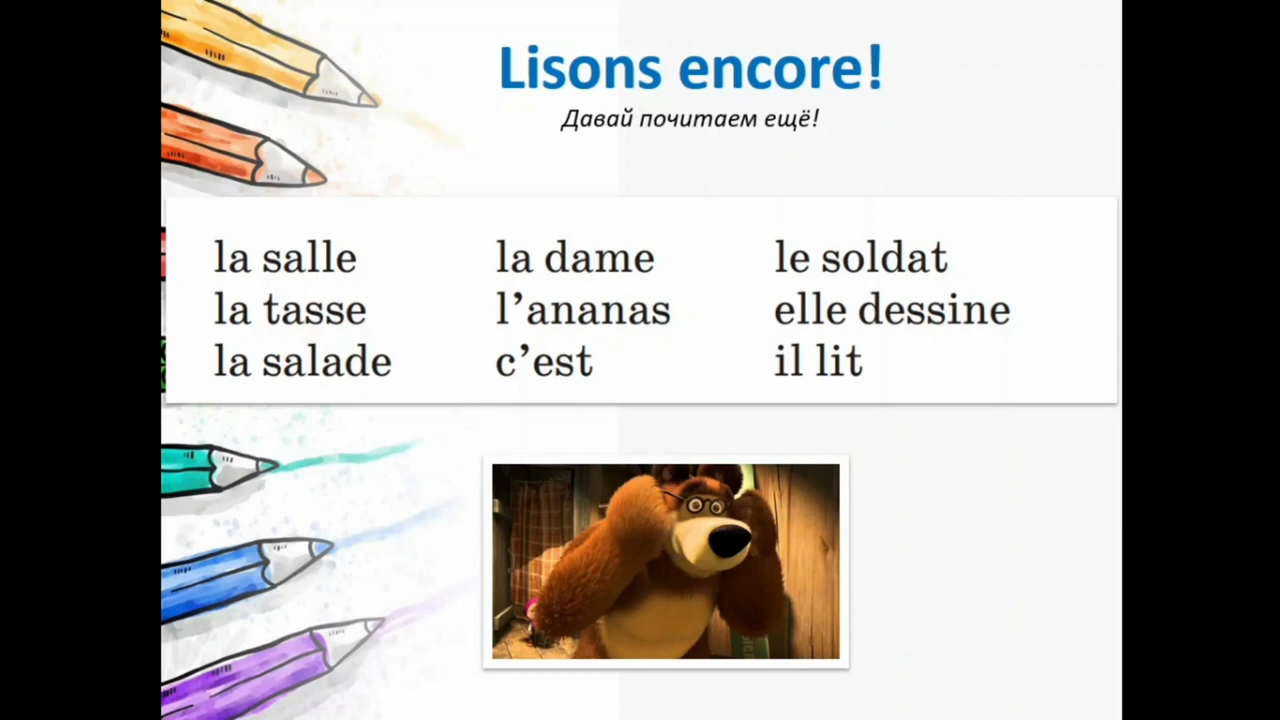 Lisons encore!
Давай почитаем ещё!
la salle
la tasse
la salade
la dame
l’ananas
c’est
le soldat
elle dessine
il lit